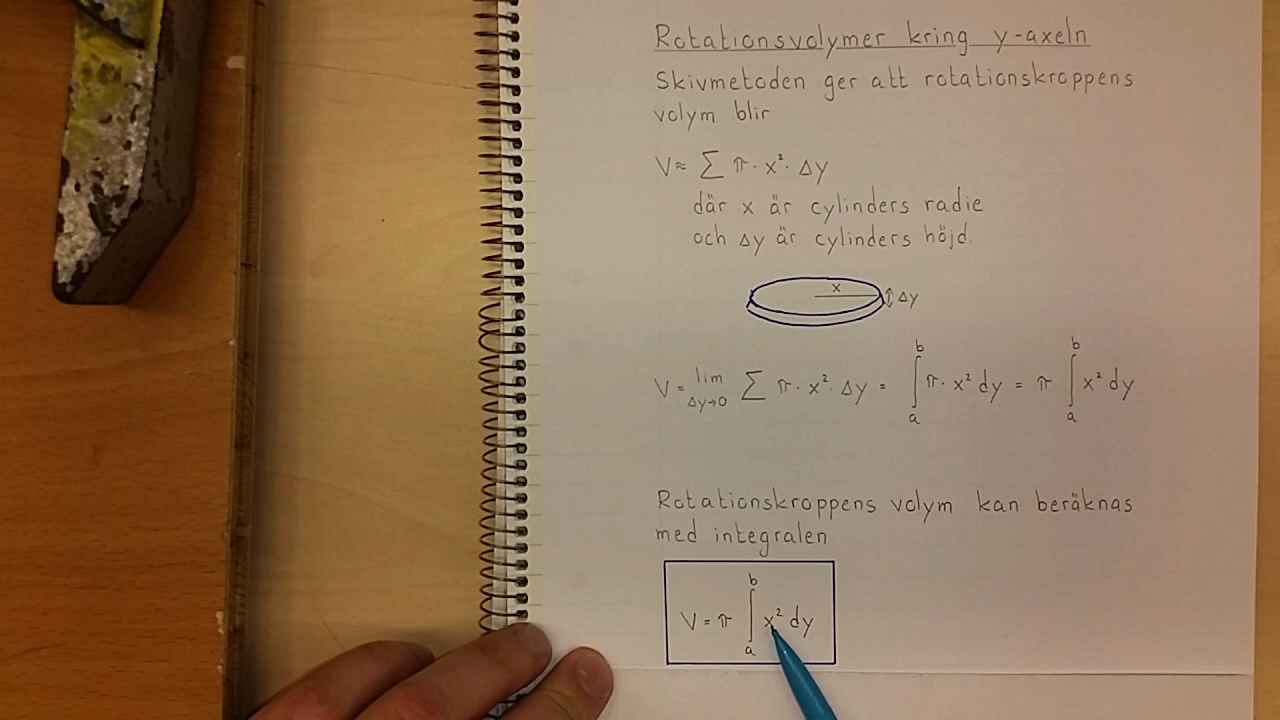 Rotationsvolymer kring y-axeln
Skivmetoden ger att rotationskroppens
volym blir
V ≈ ∑ π · x² · Δy
där x är cylinders radie
och Δy är cylinders höjd.
x Δy
V = lim Δy→0 ∑ π · x² · Δy = ∫ₐᵇ π · x² dy = π ∫ₐᵇ x² dy
Rotationskroppens volym kan beräknas
med integralen
V = π ∫ₐᵇ x² dy